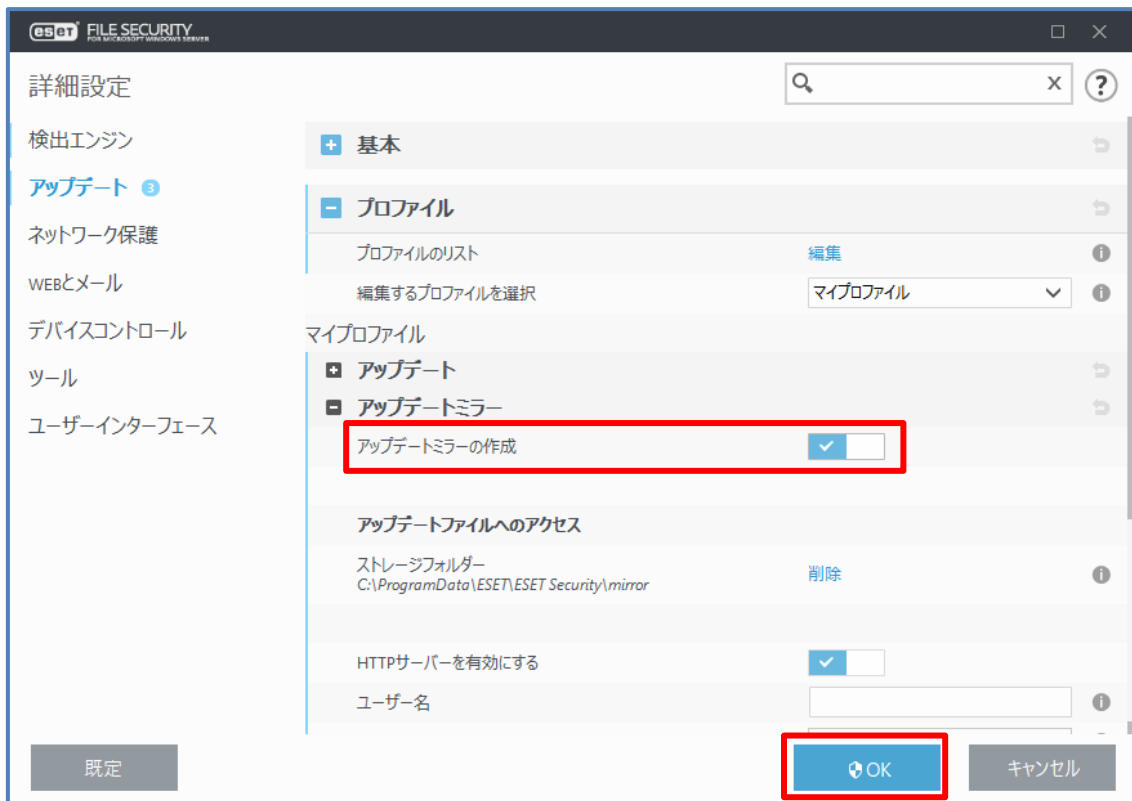 eset FILE SECURITY
FOR MICROSOFT WINDOWS SERVER
詳細設定
検出エンジン
アップデート 3
ネットワーク保護
WEBとメール
デバイスコントロール
ツール
ユーザーインターフェース
基本
プロファイル
プロファイルのリスト 編集
編集するプロファイルを選択 マイプロファイル
マイプロファイル
アップデート
アップデートミラー
アップデートミラーの作成
アップデートファイルへのアクセス
ストレージフォルダー 削除
C:\ProgramData\ESET\ESET Security\mirror
HTTPサーバーを有効にする
ユーザー名
既定 OK キャンセル